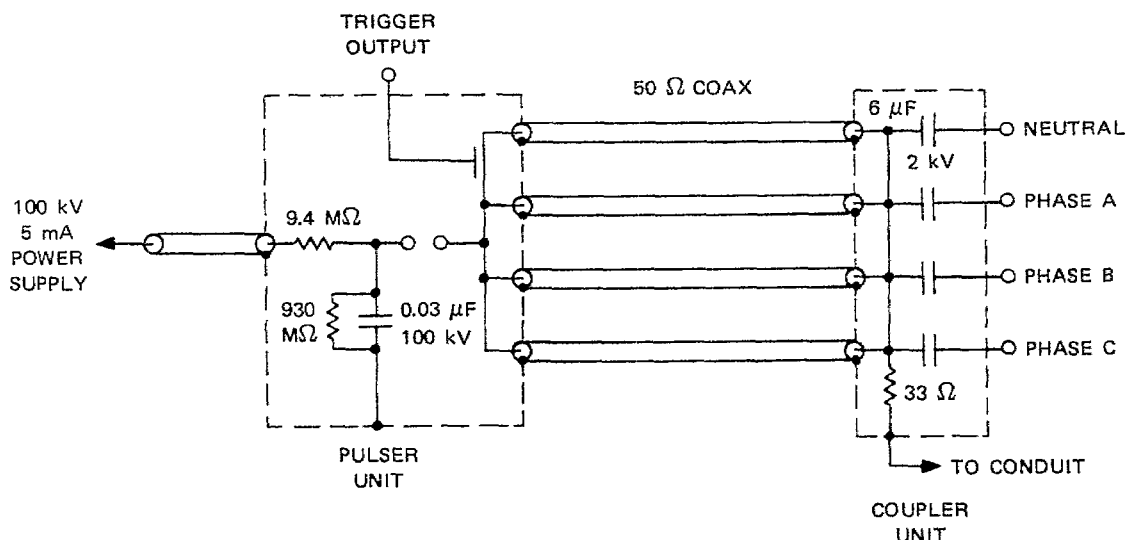 TRIGGER
OUTPUT
50 Ω COAX
6 μF
NEUTRAL
2 kV
100 kV
5 mA
POWER
SUPPLY
9.4 MΩ
PHASE A
930
MΩ
0.03 μF
100 kV
PHASE B
PHASE C
33 Ω
PULSER
UNIT
TO CONDUIT
COUPLER
UNIT